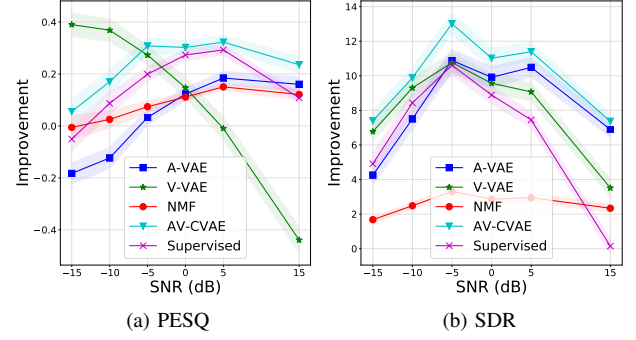 0.4
0.2
0.0
−0.2
−0.4
Improvement
A-VAE
V-VAE
NMF
AV-CVAE
Supervised
−15 −10 −5 0 5 15
SNR (dB)
(a) PESQ
14
12
10
8
6
4
2
0
Improvement
A-VAE
V-VAE
NMF
AV-CVAE
Supervised
−15 −10 −5 0 5 15
SNR (dB)
(b) SDR